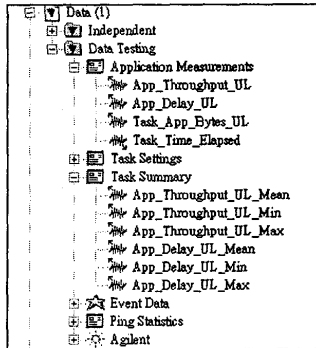 Data (1)
Independent
Data Testing
Application Measurements
App_Throughput_UL
App_Delay_UL
Task_App_Bytes_UL
Task_Time_Elapsed
Task Settings
Task Summary
App_Throughput_UL_Mean
App_Throughput_UL_Min
App_Throughput_UL_Max
App_Delay_UL_Mean
App_Delay_UL_Min
App_Delay_UL_Max
Event Data
Ping Statistics
Agilent